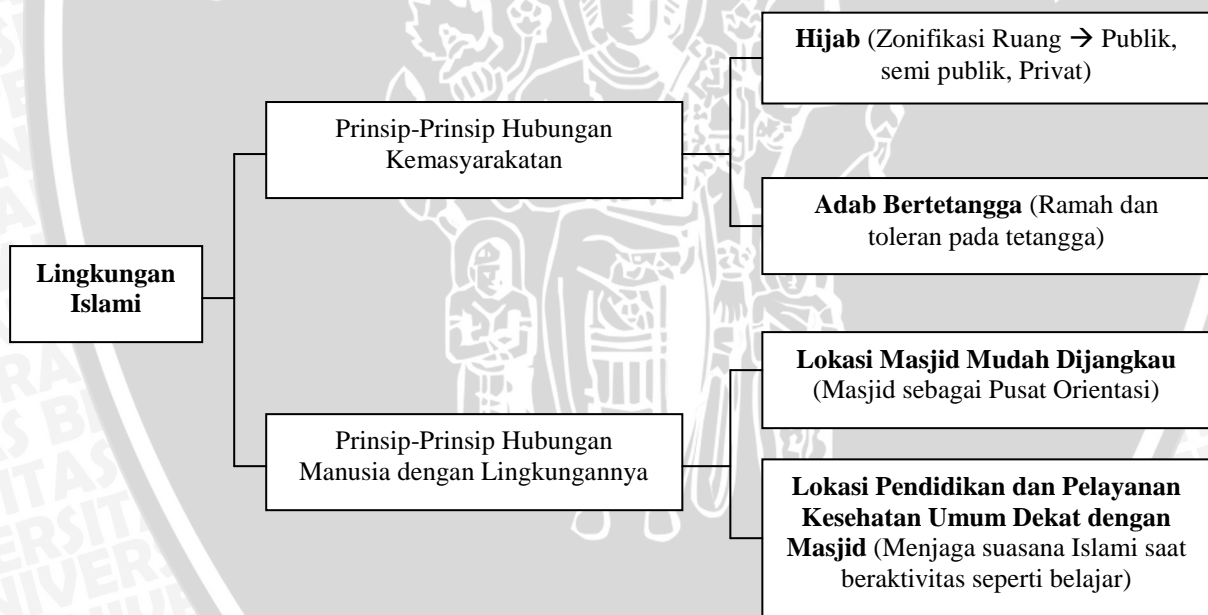 Lingkungan
Islami
Prinsip-Prinsip Hubungan
Kemasyarakatan
Hijab (Zonifikasi Ruang → Publik,
semi publik, Privat)
Adab Bertetangga (Ramah dan
toleran pada tetangga)
Prinsip-Prinsip Hubungan
Manusia dengan Lingkungannya
Lokasi Masjid Mudah Dijangkau
(Masjid sebagai Pusat Orientasi)
Lokasi Pendidikan dan Pelayanan
Kesehatan Umum Dekat dengan
Masjid (Menjaga suasana Islami saat
beraktivitas seperti belajar)